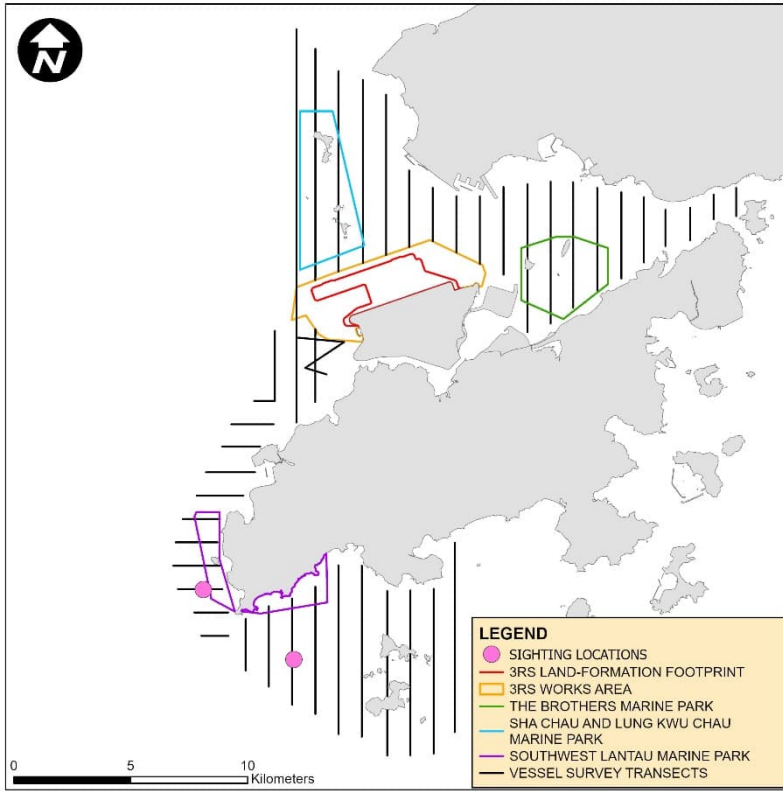 N
LEGEND
SIGHTING LOCATIONS
3RS LAND-FORMATION FOOTPRINT
3RS WORKS AREA
THE BROTHERS MARINE PARK
SHA CHAU AND LUNG KWU CHAU
MARINE PARK
SOUTHWEST LANTAU MARINE PARK
VESSEL SURVEY TRANSECTS
0 5 10
Kilometers